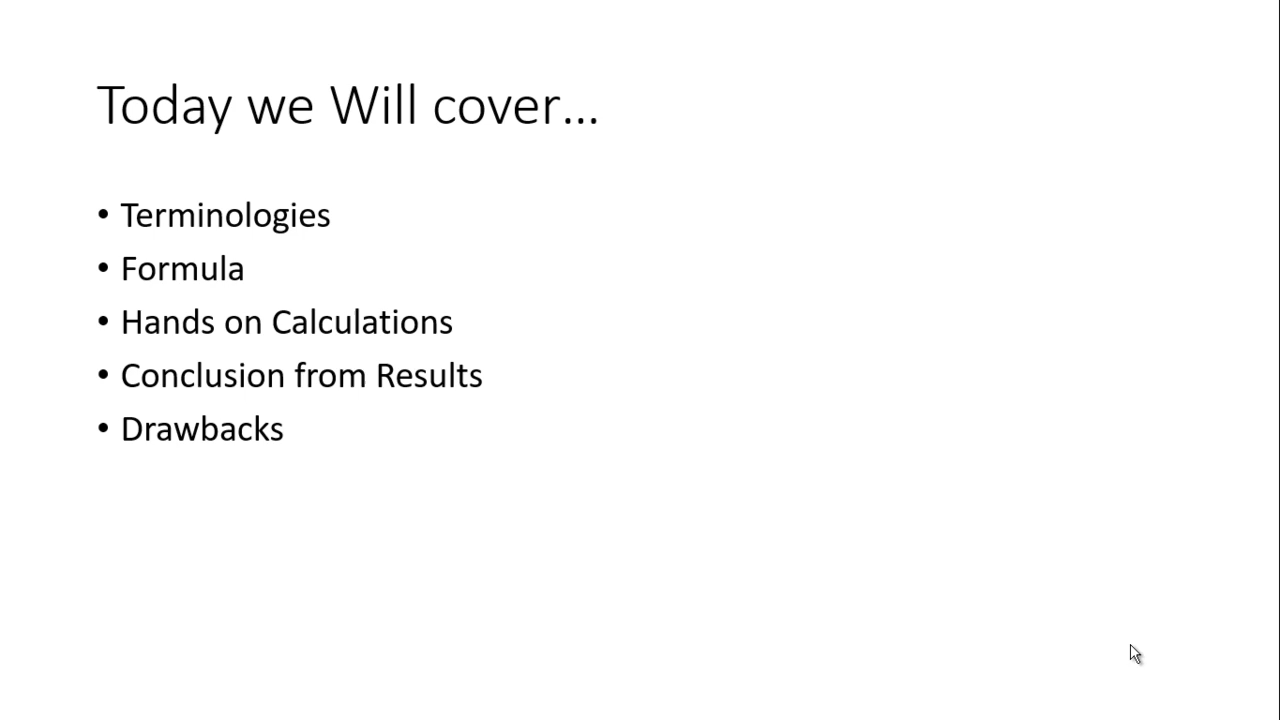 Today we Will cover...
• Terminologies
• Formula
• Hands on Calculations
• Conclusion from Results
• Drawbacks